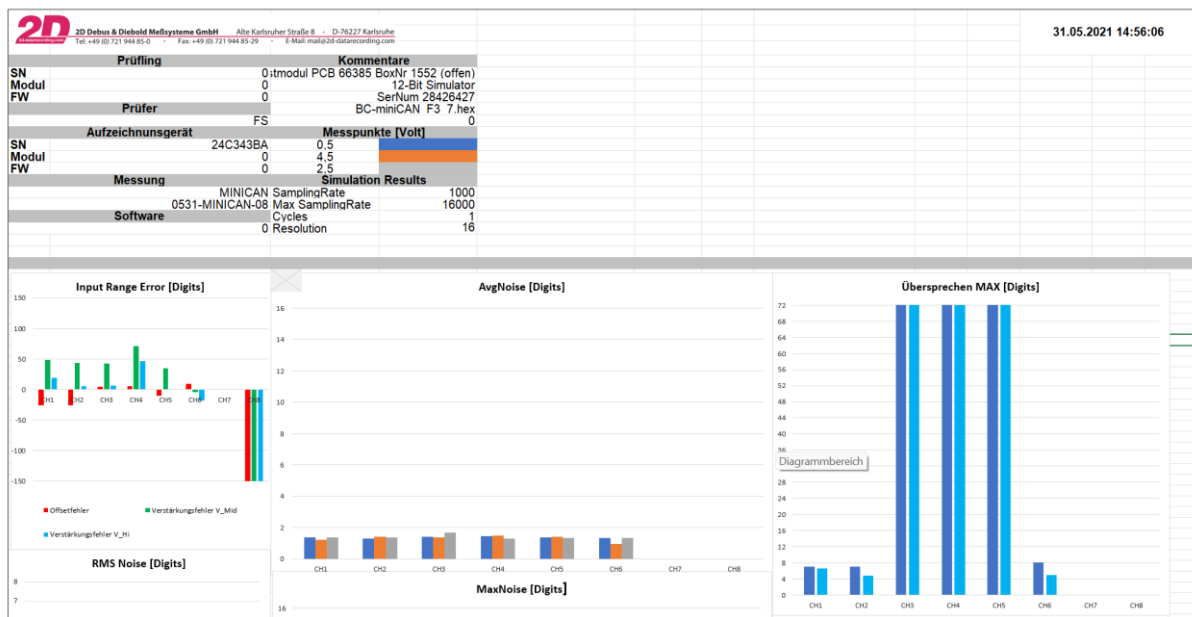 2D
2d-datarecording.com
2D Debus & Diebold Meßsysteme GmbH Alte Karlsruher Straße 8 · D-76227 Karlsruhe
Tel: +49 (0) 721 944 85-0 · Fax: +49 (0) 721 944 85-29 · E-Mail: mail@2d-datarecording.com
31.05.2021 14:56:06
Prüfling Kommentare
SN 0 stmodul PCB 66385 BoxNr 1552 (offen)
Modul 0 12-Bit Simulator
FW 0 SerNum 28426427
Prüfer BC-miniCAN_F3_7.hex
FS 0
Aufzeichnunsgerät Messpunkte [Volt]
SN 24C343BA 0,5
Modul 0 4,5
FW 0 2,5
Messung Simulation Results
MINICAN SamplingRate 1000
0531-MINICAN-08 Max SamplingRate 16000
Software Cycles 1
0 Resolution 16
Input Range Error [Digits]
150
100
50
0
-50
-100
-150
CH1 CH2 CH3 CH4 CH5 CH6 CH7 CH8
Offsetfehler Verstärkungsfehler V_Mid
Verstärkungsfehler V_Hi
RMS Noise [Digits]
8
7
AvgNoise [Digits]
16
14
12
10
8
6
4
2
0
CH1 CH2 CH3 CH4 CH5 CH6 CH7 CH8
MaxNoise [Digits]
16
Übersprechen MAX [Digits]
72
68
64
60
56
52
48
44
40
36
Diagrammbereich
28
24
20
16
12
8
4
0
CH1 CH2 CH3 CH4 CH5 CH6 CH7 CH8